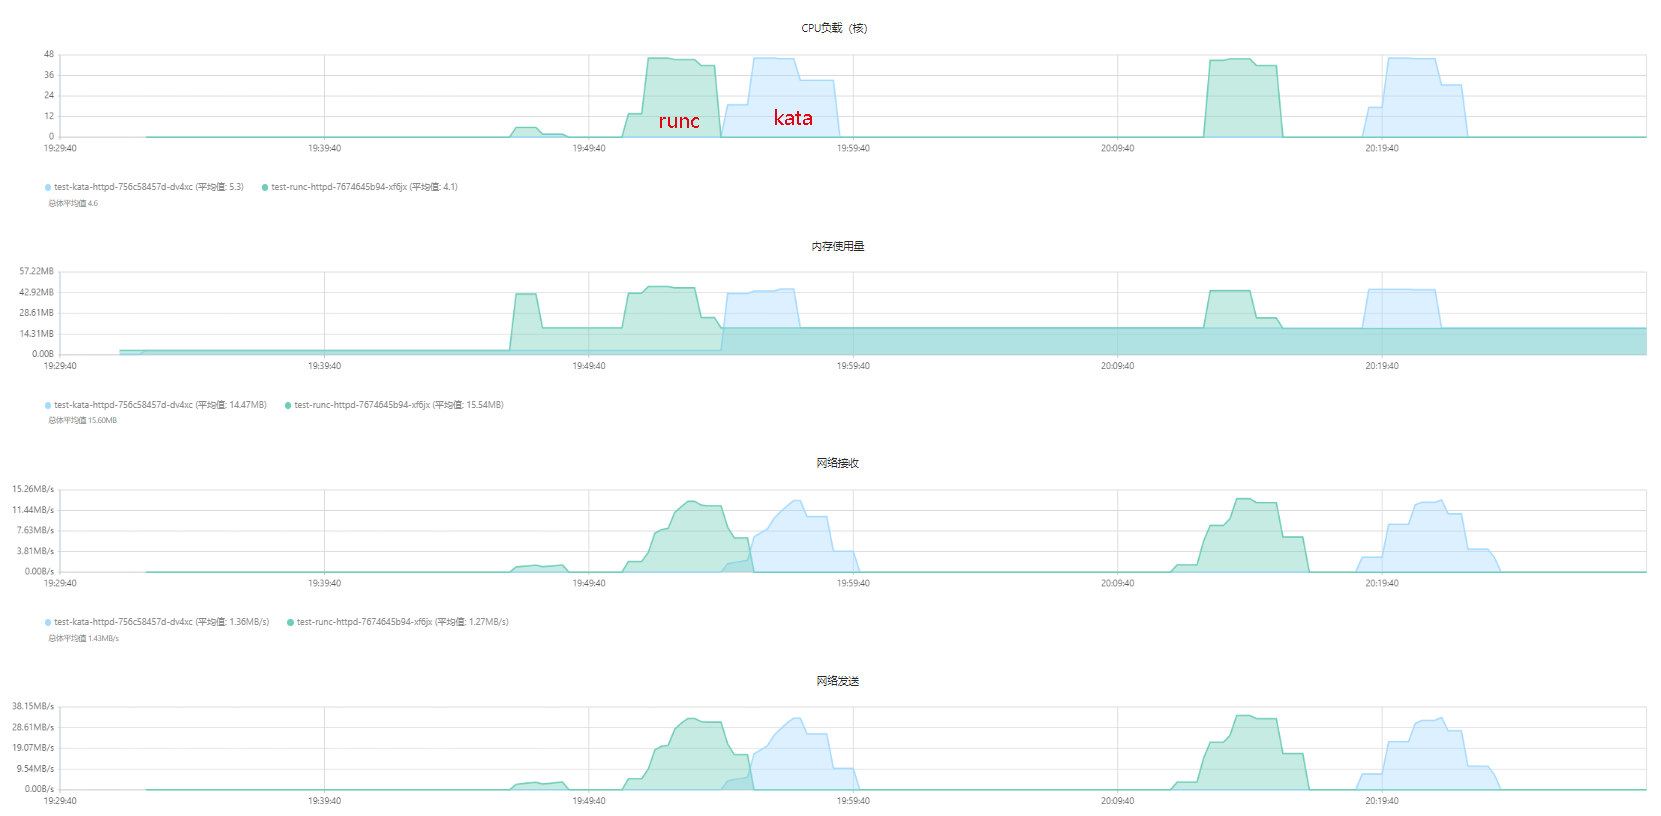 CPU负载（核）
48
36
24
12
0
runc
kata
19:29:40 19:39:40 19:49:40 19:59:40 20:09:40 20:19:40
test-kata-httpd-756c58457d-dv4xc (平均值: 5.3) test-runc-httpd-7674645b94-xf6jx (平均值: 4.1)
总体平均值 4.6
内存使用量
57.22MB
42.92MB
28.61MB
14.31MB
0.00B
19:29:40 19:39:40 19:49:40 19:59:40 20:09:40 20:19:40
test-kata-httpd-756c58457d-dv4xc (平均值: 14.47MB) test-runc-httpd-7674645b94-xf6jx (平均值: 15.54MB)
总体平均值 15.60MB
网络接收
15.26MB/s
11.44MB/s
7.63MB/s
3.81MB/s
0.00B/s
19:29:40 19:39:40 19:49:40 19:59:40 20:09:40 20:19:40
test-kata-httpd-756c58457d-dv4xc (平均值: 1.36MB/s) test-runc-httpd-7674645b94-xf6jx (平均值: 1.27MB/s)
总体平均值 1.43MB/s
网络发送
38.15MB/s
28.61MB/s
19.07MB/s
9.54MB/s
0.00B/s
19:29:40 19:39:40 19:49:40 19:59:40 20:09:40 20:19:40